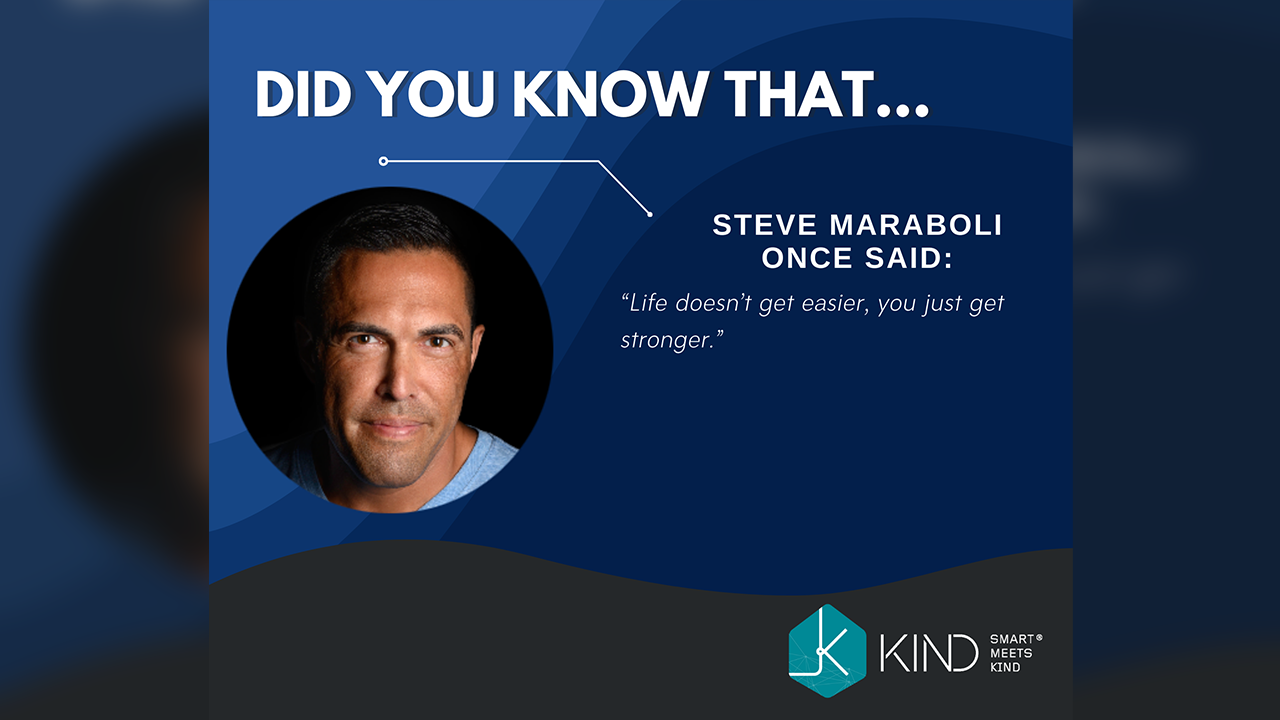 DID YOU KNOW THAT...
STEVE MARABOLI
ONCE SAID:
“Life doesn’t get easier, you just get
stronger.”
KIND
SMART®
MEETS
KIND